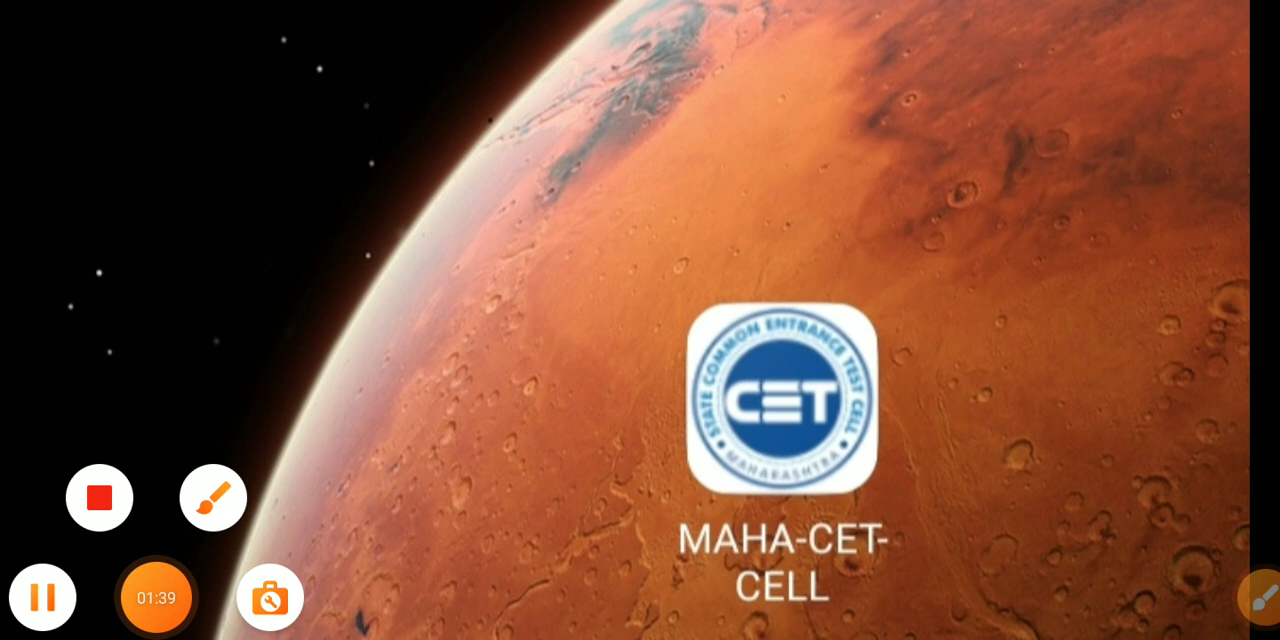 STATE COMMON ENTRANCE TEST CELL
CET
MAHARASHTRA
MAHA-CET-
CELL
01:39